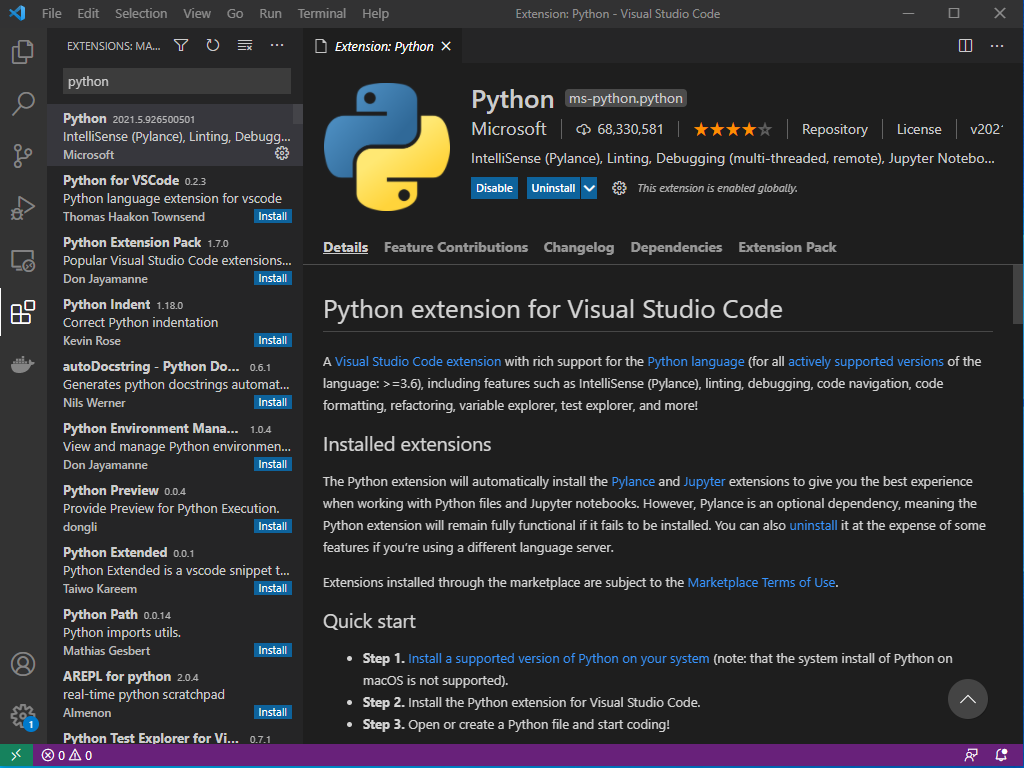 File Edit Selection View Go Run Terminal Help Extension: Python - Visual Studio Code
EXTENSIONS: MA...
python
Python 2021.5.926500501
IntelliSense (Pylance), Linting, Debugg...
Microsoft
Python for VSCode 0.2.3
Python language extension for vscode
Thomas Haakon Townsend Install
Python Extension Pack 1.7.0
Popular Visual Studio Code extensions...
Don Jayamanne Install
Python Indent 1.18.0
Correct Python indentation
Kevin Rose Install
autoDocstring - Python Do... 0.6.1
Generates python docstrings automat...
Nils Werner Install
Python Environment Mana... 1.0.4
View and manage Python environmen...
Don Jayamanne Install
Python Preview 0.0.4
Provide Preview for Python Execution.
dongli Install
Python Extended 0.0.1
Python Extended is a vscode snippet t...
Taiwo Kareem Install
Python Path 0.0.14
Python imports utils.
Mathias Gesbert Install
AREPL for python 2.0.4
real-time python scratchpad
Almenon Install
Python Test Explorer for Vi... 0.7.1
Extension: Python
Python ms-python.python
Microsoft 68,330,581 Repository License v202
IntelliSense (Pylance), Linting, Debugging (multi-threaded, remote), Jupyter Notebo...
Disable Uninstall This extension is enabled globally.
Details Feature Contributions Changelog Dependencies Extension Pack
Python extension for Visual Studio Code
A Visual Studio Code extension with rich support for the Python language (for all actively supported versions of the
language: >=3.6), including features such as IntelliSense (Pylance), linting, debugging, code navigation, code
formatting, refactoring, variable explorer, test explorer, and more!
Installed extensions
The Python extension will automatically install the Pylance and Jupyter extensions to give you the best experience
when working with Python files and Jupyter notebooks. However, Pylance is an optional dependency, meaning the
Python extension will remain fully functional if it fails to be installed. You can also uninstall it at the expense of some
features if you're using a different language server.
Extensions installed through the marketplace are subject to the Marketplace Terms of Use.
Quick start
• Step 1. Install a supported version of Python on your system (note: that the system install of Python on
macOS is not supported).
• Step 2. Install the Python extension for Visual Studio Code.
• Step 3. Open or create a Python file and start coding!
1
0 0